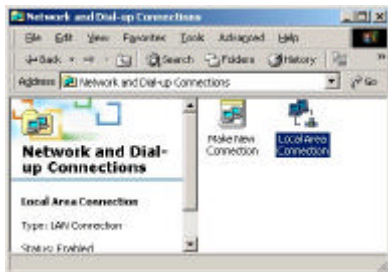 Network and Dial-up Connections
File Edit View Favorites Tools Advanced Help
Back Search Folders History
Address Network and Dial-up Connections Go
Network and Dial-
up Connections
Local Area Connection
Type: LAN Connection
Status: Enabled
Make New
Connection
Local Area
Connection